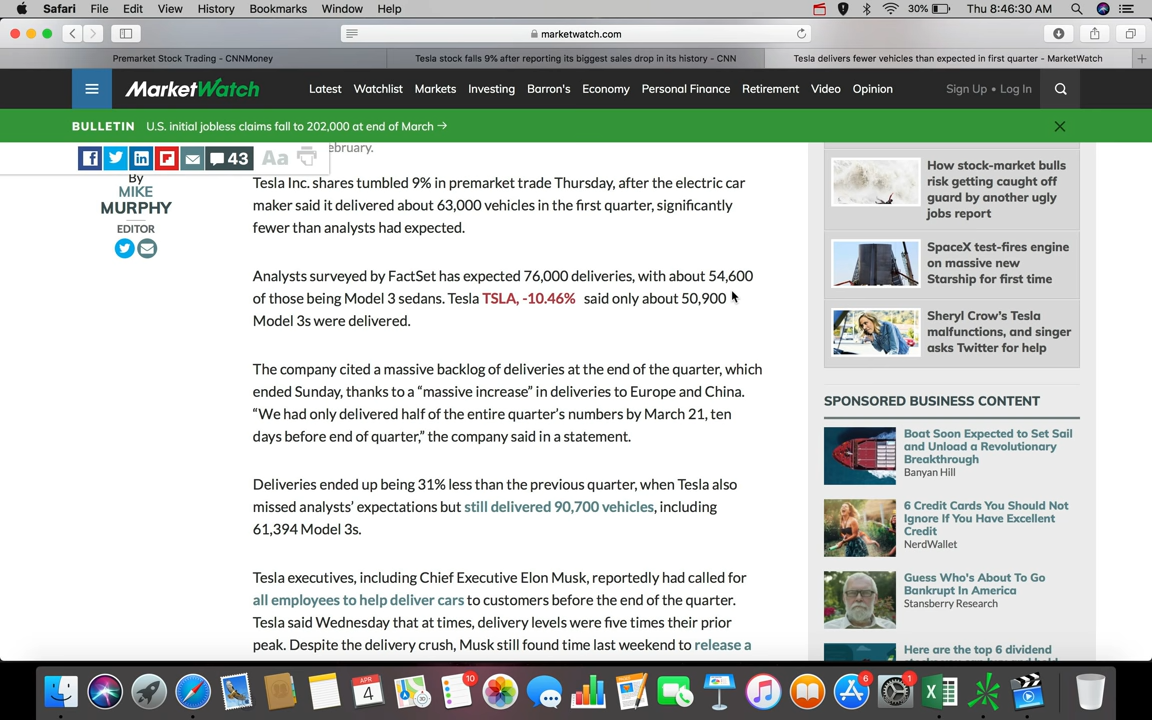 Safari File Edit View History Bookmarks Window Help 30% Thu 8:46:30 AM
marketwatch.com
Premarket Stock Trading - CNNMoney
Tesla stock falls 9% after reporting its biggest sales drop in its history - CNN
Tesla delivers fewer vehicles than expected in first quarter - MarketWatch
MarketWatch Latest Watchlist Markets Investing Barron's Economy Personal Finance Retirement Video Opinion Sign Up • Log In
BULLETIN U.S. initial jobless claims fall to 202,000 at end of March →
43 Aa
ebruary.
By
MIKE
MURPHY
EDITOR
Tesla Inc. shares tumbled 9% in premarket trade Thursday, after the electric car
maker said it delivered about 63,000 vehicles in the first quarter, significantly
fewer than analysts had expected.
Analysts surveyed by FactSet has expected 76,000 deliveries, with about 54,600
of those being Model 3 sedans. Tesla TSLA, -10.46% said only about 50,900
Model 3s were delivered.
The company cited a massive backlog of deliveries at the end of the quarter, which
ended Sunday, thanks to a “massive increase” in deliveries to Europe and China.
“We had only delivered half of the entire quarter’s numbers by March 21, ten
days before end of quarter,” the company said in a statement.
Deliveries ended up being 31% less than the previous quarter, when Tesla also
missed analysts’ expectations but still delivered 90,700 vehicles, including
61,394 Model 3s.
Tesla executives, including Chief Executive Elon Musk, reportedly had called for
all employees to help deliver cars to customers before the end of the quarter.
Tesla said Wednesday that at times, delivery levels were five times their prior
peak. Despite the delivery crush, Musk still found time last weekend to release a
How stock-market bulls
risk getting caught off
guard by another ugly
jobs report
SpaceX test-fires engine
on massive new
Starship for first time
Sheryl Crow's Tesla
malfunctions, and singer
asks Twitter for help
SPONSORED BUSINESS CONTENT
Boat Soon Expected to Set Sail
and Unload a Revolutionary
Breakthrough
Banyan Hill
6 Credit Cards You Should Not
Ignore If You Have Excellent
Credit
NerdWallet
Guess Who's About To Go
Bankrupt In America
Stansberry Research
Here are the top 6 dividend
APR
4
10
6
1